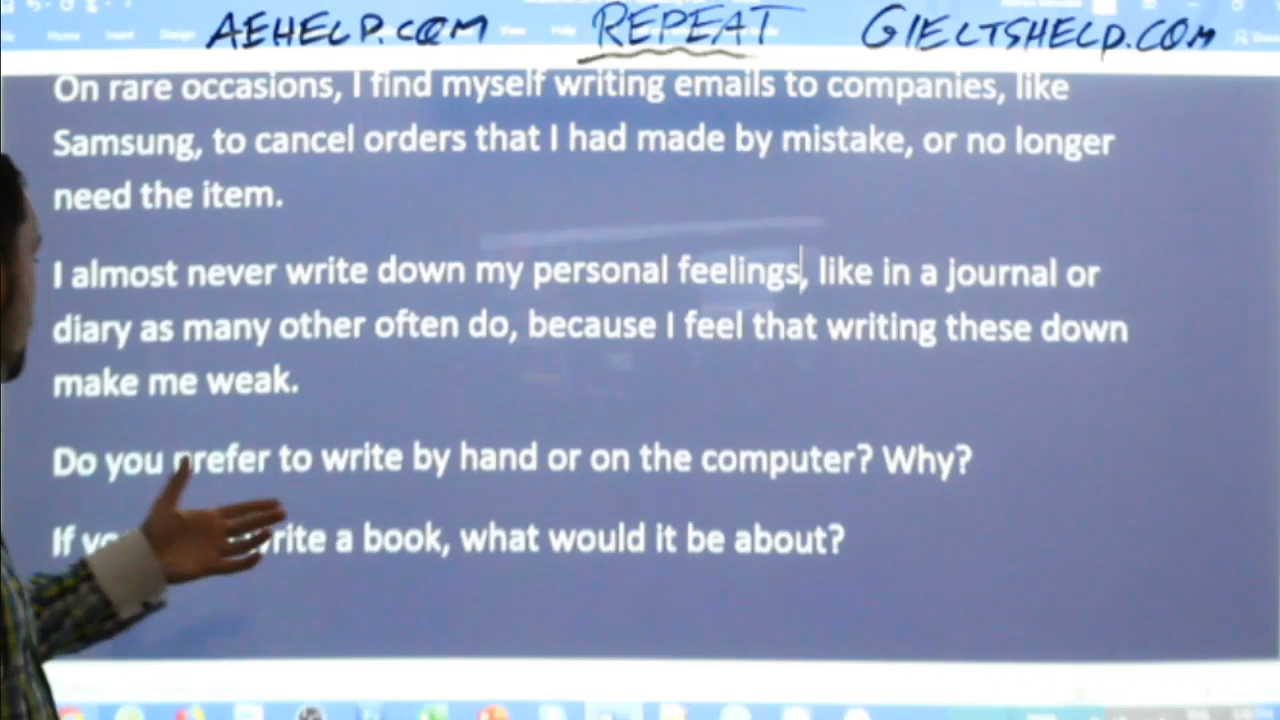 AEHELP.COM REPEAT GIELTSHELP.COM
On rare occasions, I find myself writing emails to companies, like
Samsung, to cancel orders that I had made by mistake, or no longer
need the item.
I almost never write down my personal feelings, like in a journal or
diary as many other often do, because I feel that writing these down
make me weak.
Do you prefer to write by hand or on the computer? Why?
If write a book, what would it be about?